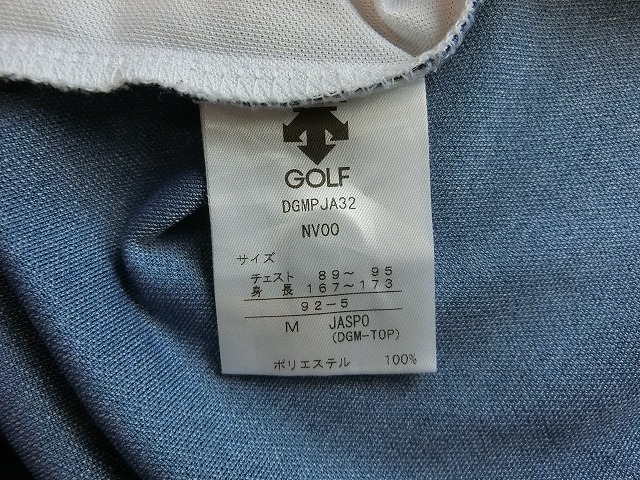 GOLF
DGMPJA32
NV00
サイズ
チェスト 89～ 95
身 長 167～173
92-5
M JASPO
(DGM-TOP)
ポリエステル 100%